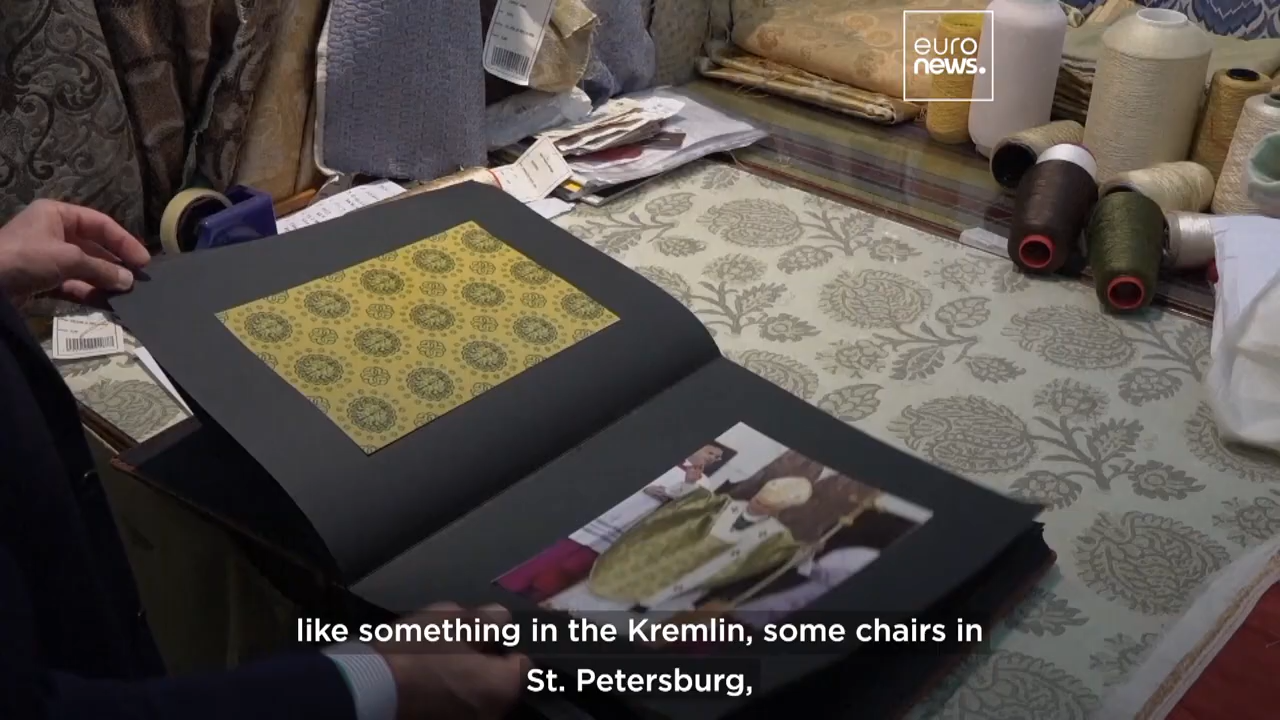 euro
news.
like something in the Kremlin, some chairs in
St. Petersburg,